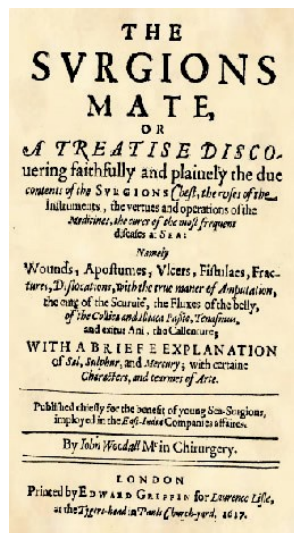 THE
SVRGIONS
MATE,
OR
A TREATISE DISCO-
uering faithfully and plainely the due
contents of the SVRGIONS Chest, the vses of the
Instruments, the vertues and operations of the
Medicines, the cures of the most frequent
diseases at SEA:
Namely
Wounds, Apostumes, Vlcers, Fistulaes, Frac-
tures, Dislocations, with the true maner of Amputation,
the cure of the Scuruie, the Fluxes of the belly,
of the Collica and Illiaca Passio, Tenasmus,
and exitus Ani, the Callenture;
WITH A BRIEFE EXPLANATION
of Sal, Sulphur, and Mercury; with certaine
Characters, and tearmes of Arte.
Published chiefly for the benefit of young Sea-Surgions,
imployed in the East-India Companies affaires.
By John Woodall Mr. in Chirurgery.
LONDON
Printed by EDWARD GRIFFIN for Laurence Lisle,
at the Tygers-head in Pauls Church-yard, 1617.